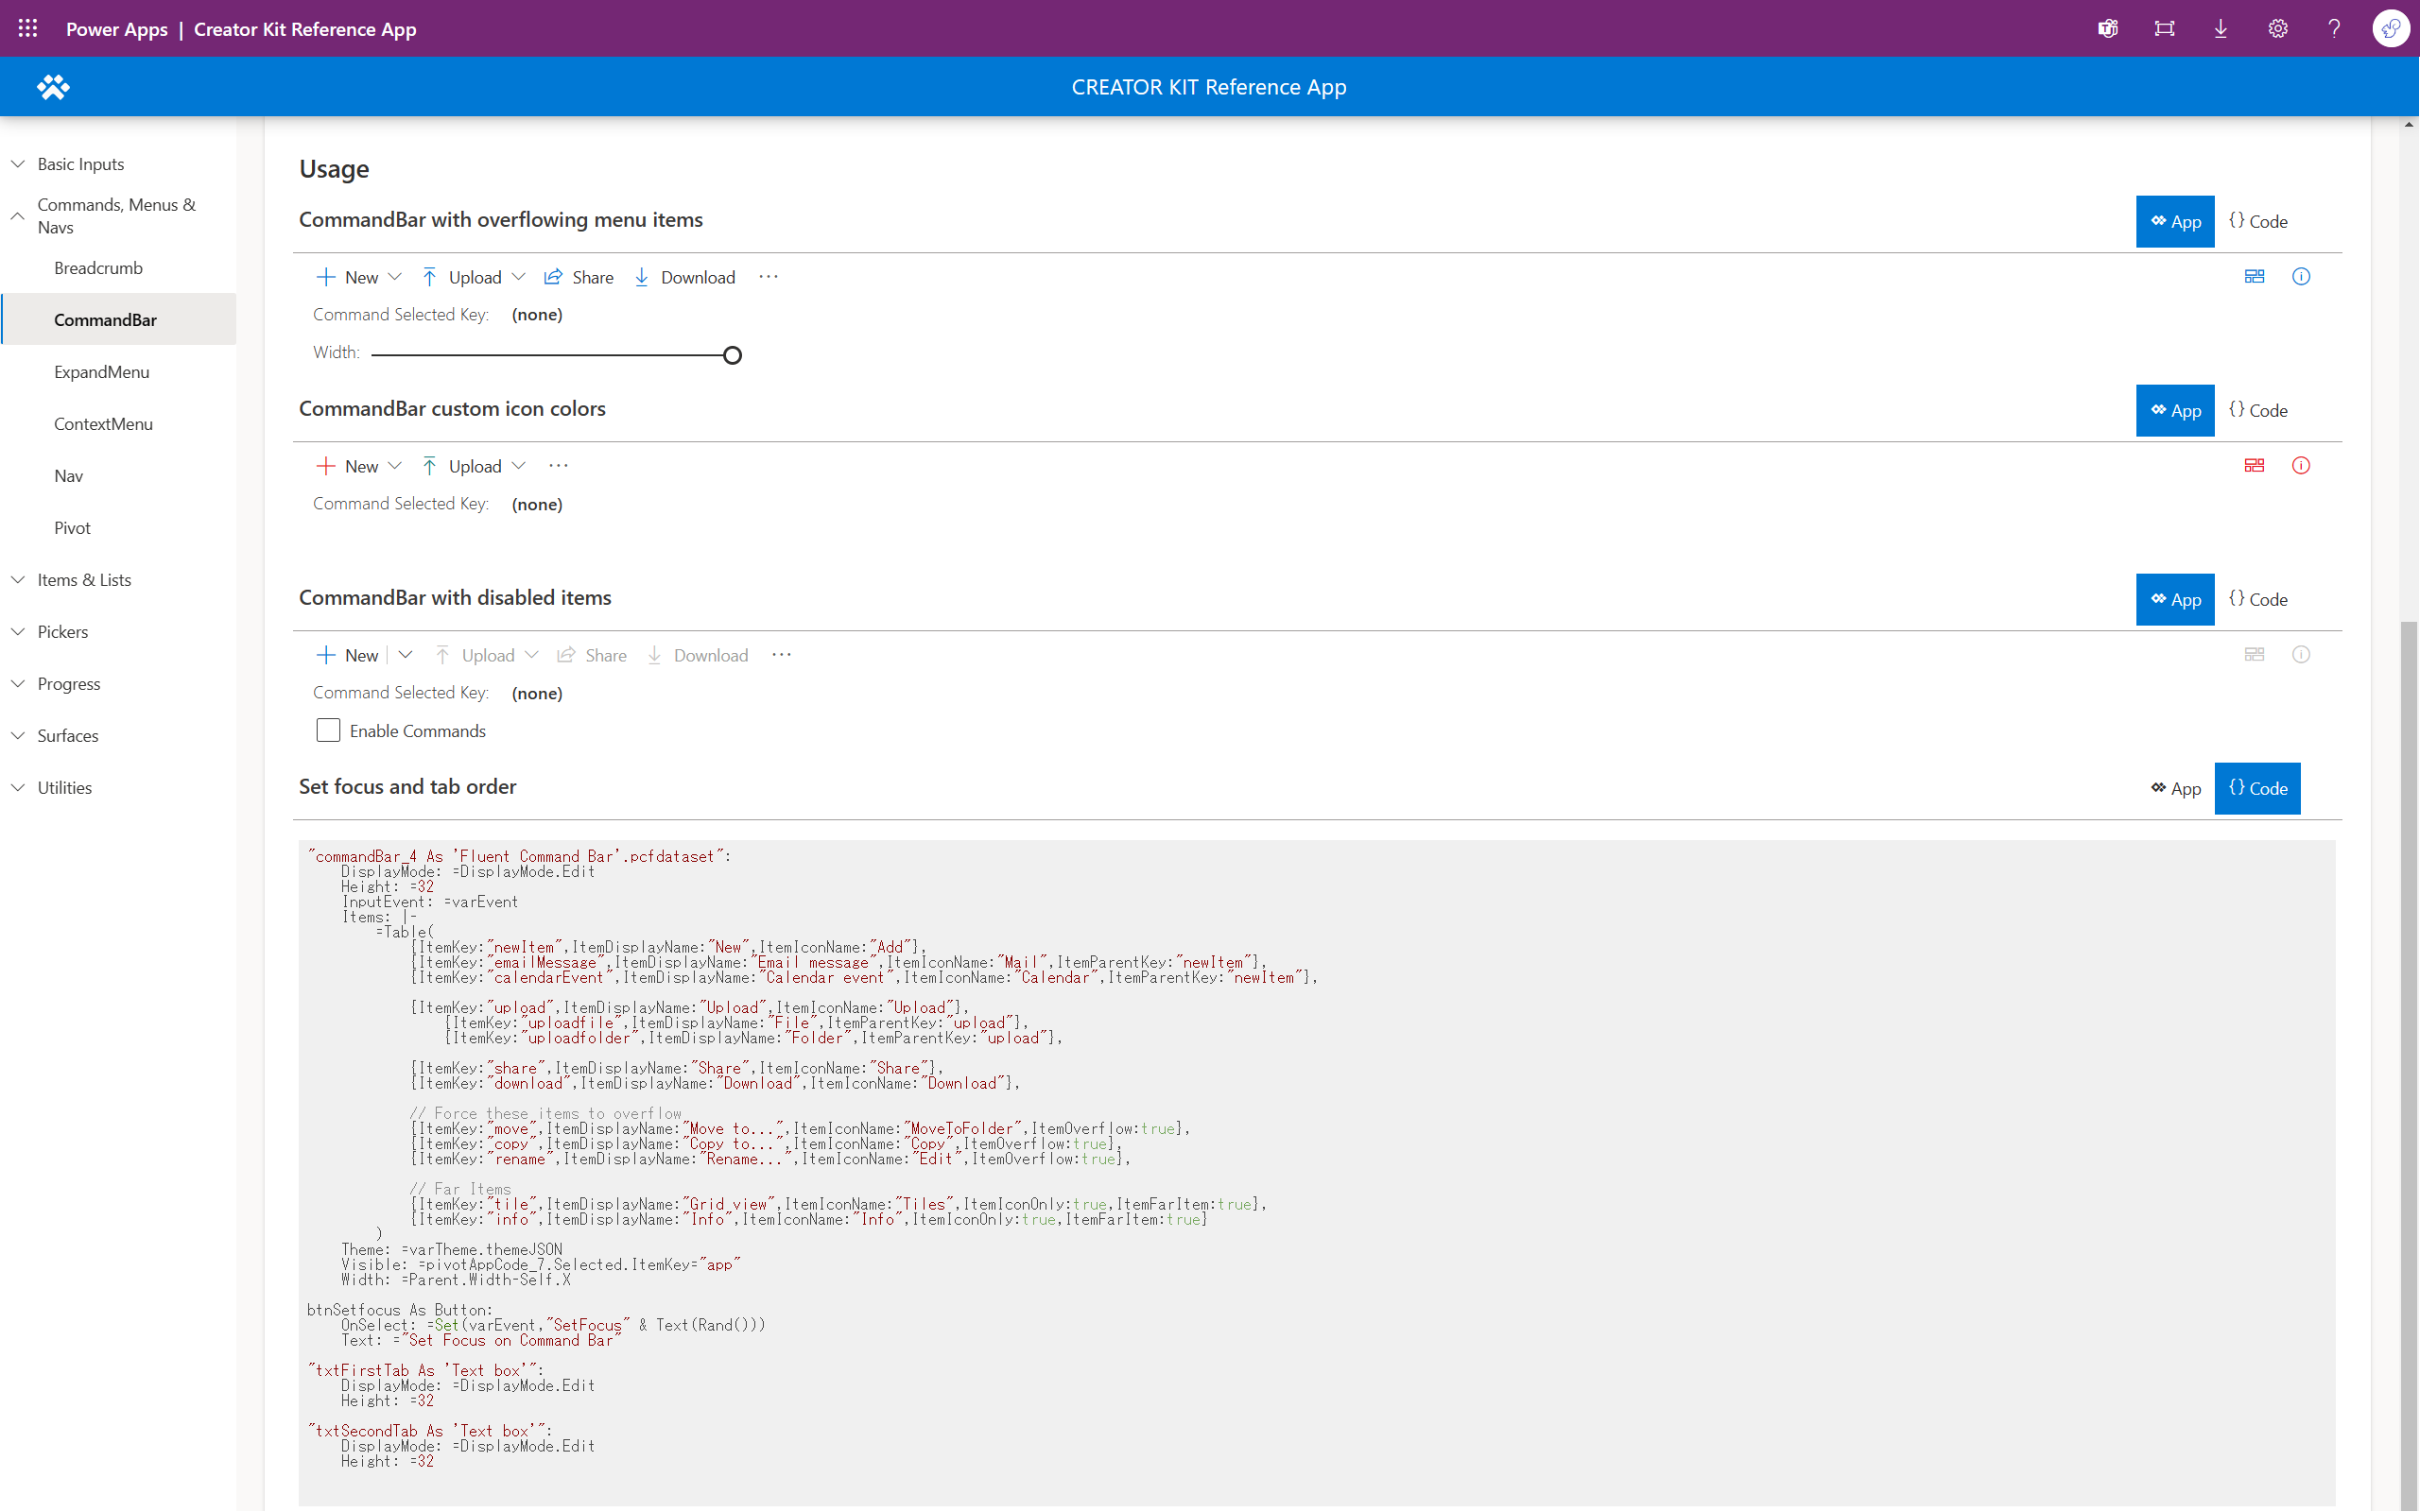 Power Apps | Creator Kit Reference App
CREATOR KIT Reference App
Basic Inputs
Commands, Menus &
Navs
Breadcrumb
CommandBar
ExpandMenu
ContextMenu
Nav
Pivot
Items & Lists
Pickers
Progress
Surfaces
Utilities
Usage
CommandBar with overflowing menu items
App {} Code
New Upload Share Download ...
Command Selected Key: (none)
Width:
CommandBar custom icon colors
App {} Code
New Upload ...
Command Selected Key: (none)
CommandBar with disabled items
App {} Code
New Upload Share Download ...
Command Selected Key: (none)
Enable Commands
Set focus and tab order
App {} Code
"commandBar_4 As 'Fluent Command Bar'.pcfdataset":
    DisplayMode: =DisplayMode.Edit
    Height: =32
    InputEvent: =varEvent
    Items: |-
        =Table(
            {ItemKey:"newItem",ItemDisplayName:"New",ItemIconName:"Add"},
            {ItemKey:"emailMessage",ItemDisplayName:"Email message",ItemIconName:"Mail",ItemParentKey:"newItem"},
            {ItemKey:"calendarEvent",ItemDisplayName:"Calendar event",ItemIconName:"Calendar",ItemParentKey:"newItem"},
            {ItemKey:"upload",ItemDisplayName:"Upload",ItemIconName:"Upload"},
                {ItemKey:"uploadfile",ItemDisplayName:"File",ItemParentKey:"upload"},
                {ItemKey:"uploadfolder",ItemDisplayName:"Folder",ItemParentKey:"upload"},
            {ItemKey:"share",ItemDisplayName:"Share",ItemIconName:"Share"},
            {ItemKey:"download",ItemDisplayName:"Download",ItemIconName:"Download"},
            // Force these items to overflow
            {ItemKey:"move",ItemDisplayName:"Move to...",ItemIconName:"MoveToFolder",ItemOverflow:true},
            {ItemKey:"copy",ItemDisplayName:"Copy to...",ItemIconName:"Copy",ItemOverflow:true},
            {ItemKey:"rename",ItemDisplayName:"Rename...",ItemIconName:"Edit",ItemOverflow:true},
            // Far Items
            {ItemKey:"tile",ItemDisplayName:"Grid view",ItemIconName:"Tiles",ItemIconOnly:true,ItemFarItem:true},
            {ItemKey:"info",ItemDisplayName:"Info",ItemIconName:"Info",ItemIconOnly:true,ItemFarItem:true}
        )
    Theme: =varTheme.themeJSON
    Visible: =pivotAppCode_7.Selected.ItemKey="app"
    Width: =Parent.Width-Self.X
btnSetfocus As Button:
    OnSelect: =Set(varEvent,"SetFocus" & Text(Rand()))
    Text: ="Set Focus on Command Bar"
"txtFirstTab As 'Text box'":
    DisplayMode: =DisplayMode.Edit
    Height: =32
"txtSecondTab As 'Text box'":
    DisplayMode: =DisplayMode.Edit
    Height: =32